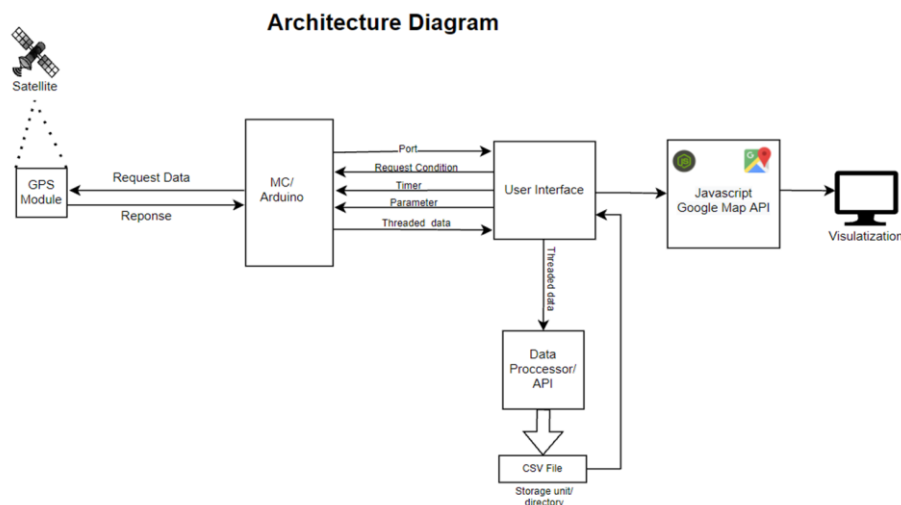 Architecture Diagram
Satellite
GPS
Module
Request Data
Reponse
MC/
Arduino
Port
Request Condition
Timer
Parameter
Threaded data
User Interface
Javascript
Google Map API
Visulatization
Threaded data
Data
Proccessor/
API
CSV File
Storage unit/
directory